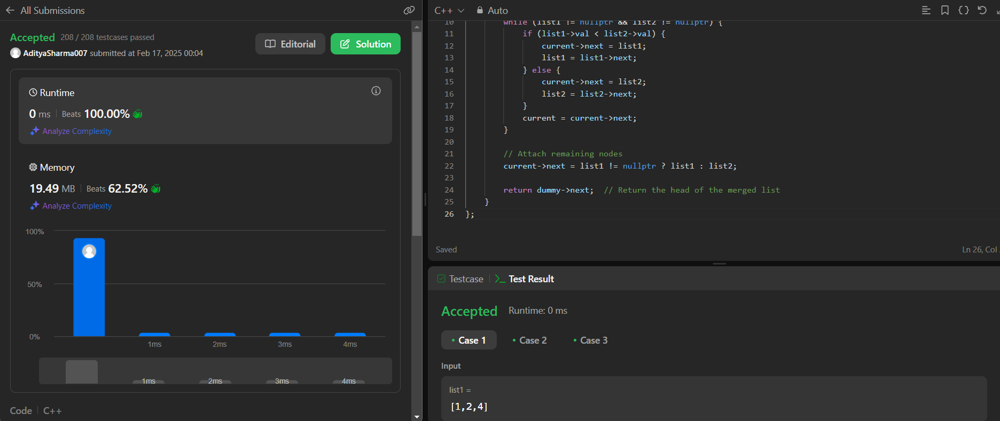 All Submissions
Accepted 208 / 208 testcases passed
AdityaSharma007 submitted at Feb 17, 2025 00:04
Editorial
Solution
Runtime
0 ms | Beats 100.00%
Analyze Complexity
Memory
19.49 MB | Beats 62.52%
Analyze Complexity
100%
50%
0%
1ms 2ms 3ms 4ms
1ms 2ms 3ms 4ms
Code | C++
C++ Auto
10 while (list1 != nullptr && list2 != nullptr) {
11 if (list1->val < list2->val) {
12 current->next = list1;
13 list1 = list1->next;
14 } else {
15 current->next = list2;
16 list2 = list2->next;
17 }
18 current = current->next;
19 }
20
21 // Attach remaining nodes
22 current->next = list1 != nullptr ? list1 : list2;
23
24 return dummy->next;  // Return the head of the merged list
25 }
26 };
Saved
Ln 26, Col
Testcase | >_ Test Result
Accepted Runtime: 0 ms
• Case 1 • Case 2 • Case 3
Input
list1 =
[1,2,4]